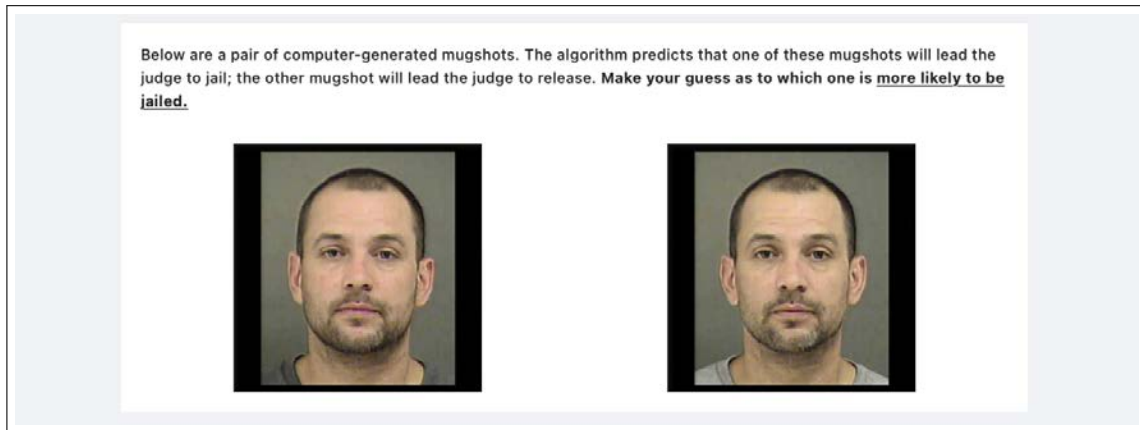 Below are a pair of computer-generated mugshots. The algorithm predicts that one of these mugshots will lead the
judge to jail; the other mugshot will lead the judge to release. Make your guess as to which one is more likely to be
jailed.